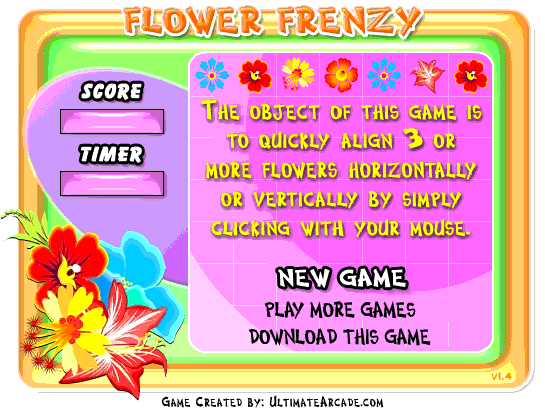 FLOWER FRENZY
SCORE
TIMER
THE OBJECT OF THIS GAME IS
TO QUICKLY ALIGN 3 OR
MORE FLOWERS HORIZONTALLY
OR VERTICALLY BY SIMPLY
CLICKING WITH YOUR MOUSE.
NEW GAME
PLAY MORE GAMES
DOWNLOAD THIS GAME
V1.4
GAME CREATED BY: ULTIMATEARCADE.COM